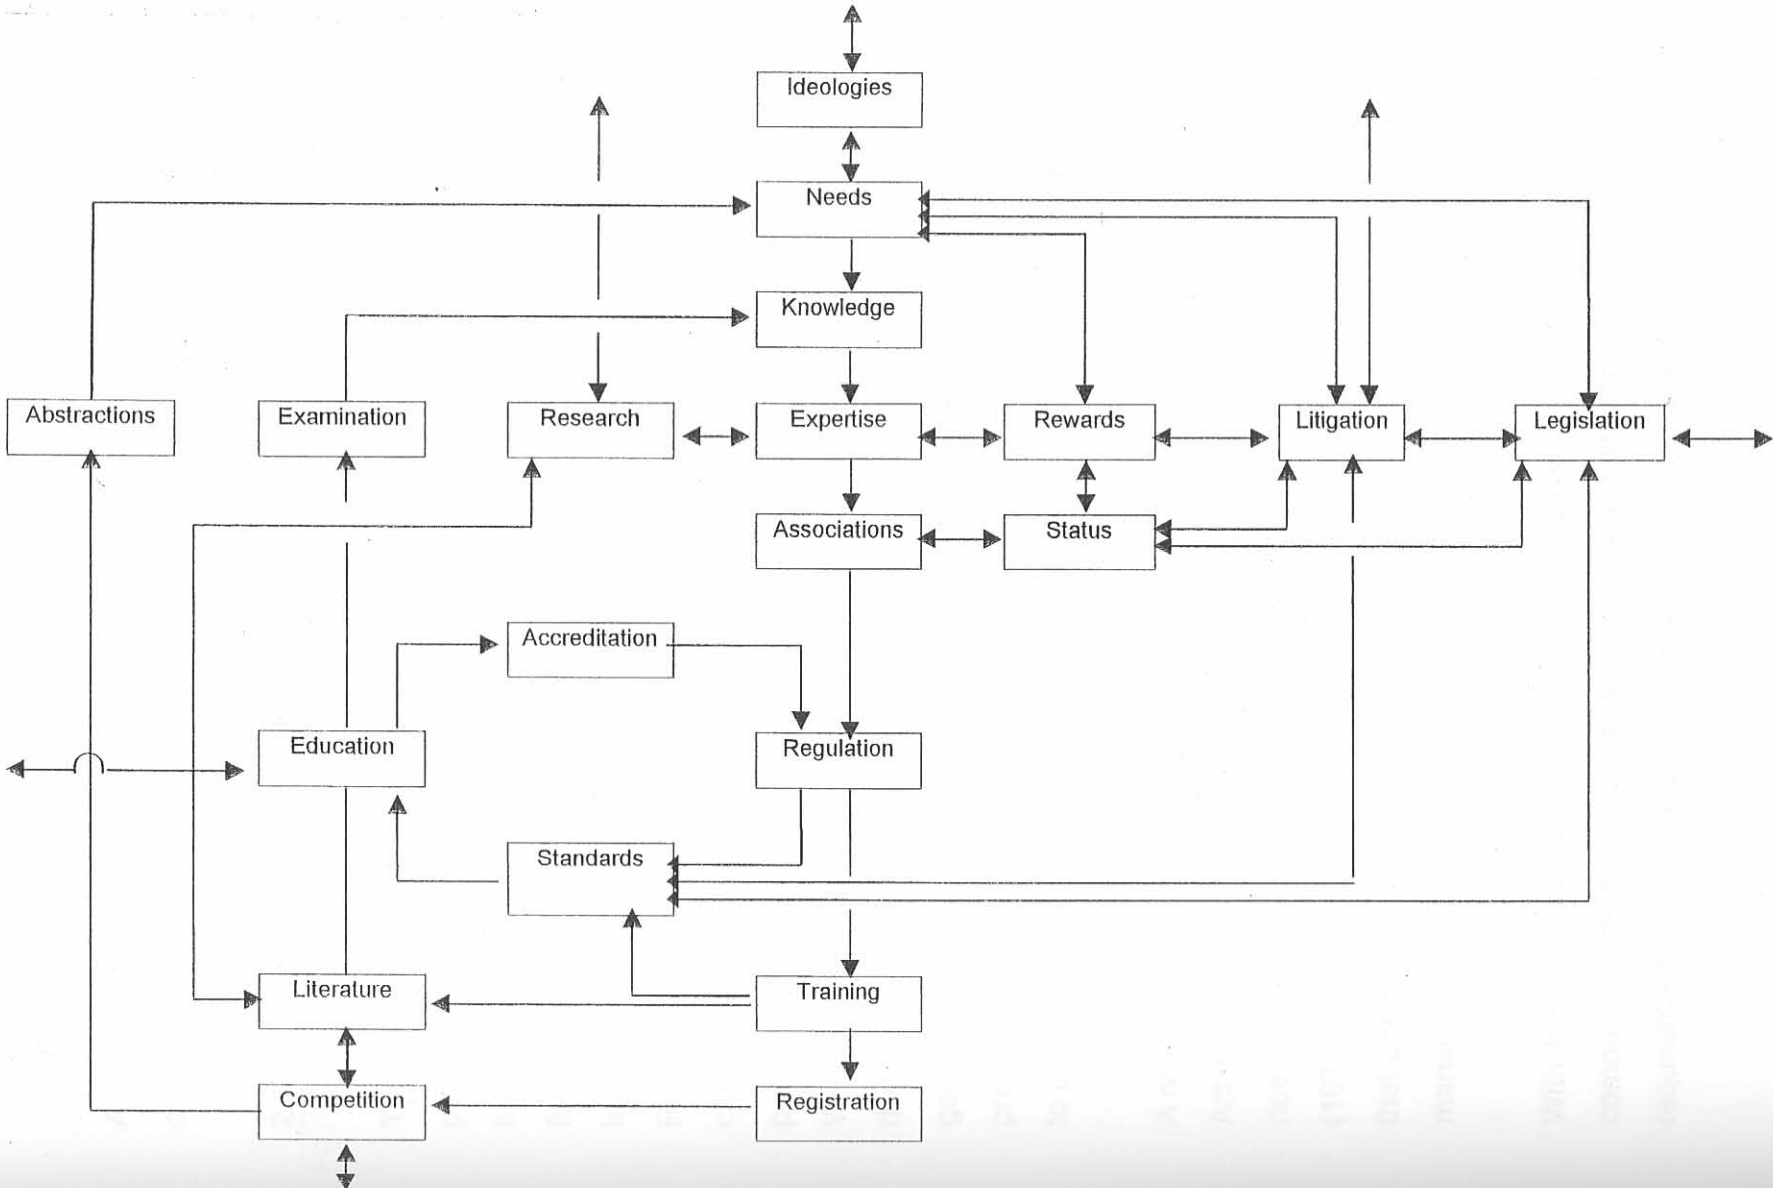 Ideologies
Needs
Knowledge
Abstractions
Examination
Research
Expertise
Rewards
Litigation
Legislation
Associations
Status
Accreditation
Education
Regulation
Standards
Literature
Training
Competition
Registration